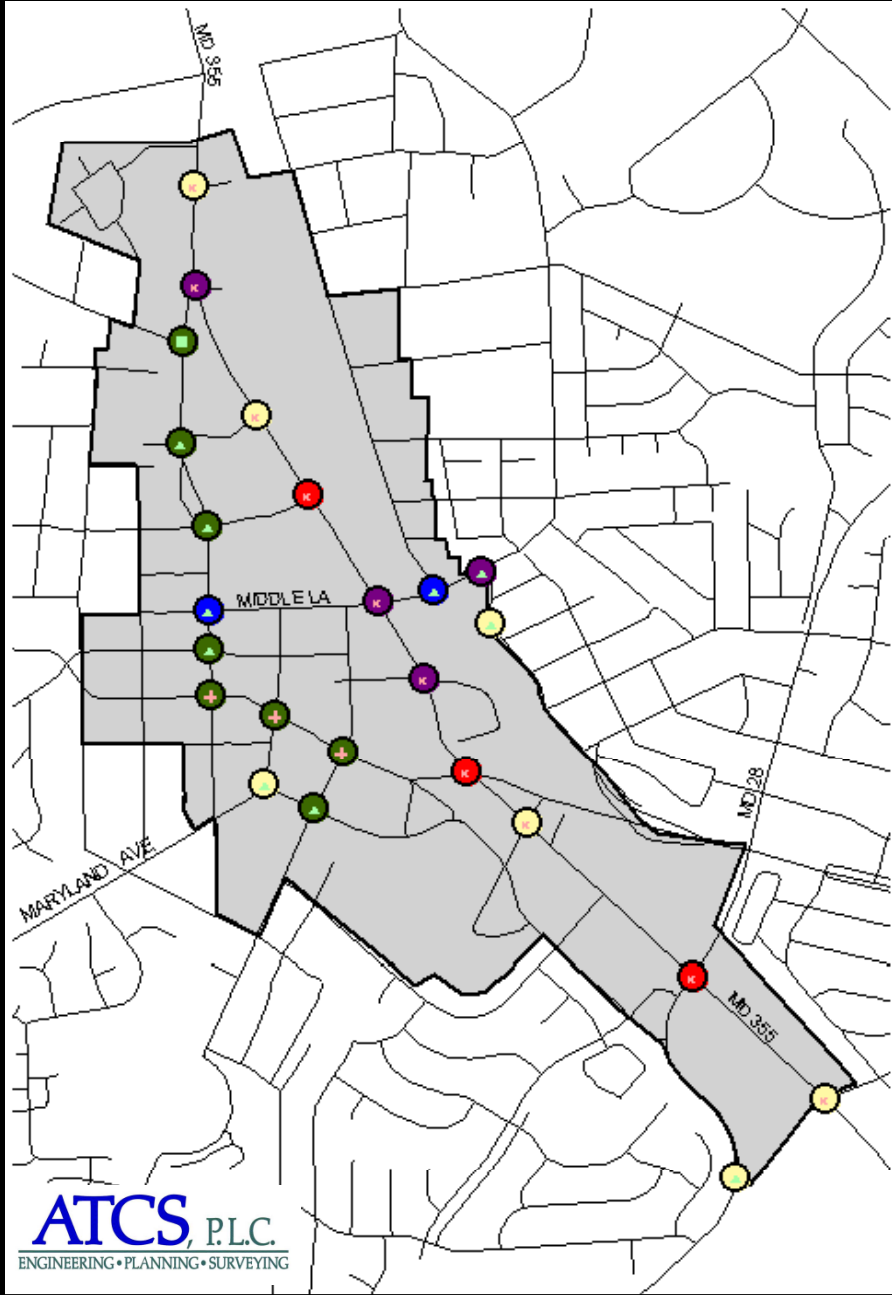 MD 355
K
K
K
K
MIDDLE LA
K
K
K
K
MD 28
MARYLAND AVE
K
MD 355
K
ATCS, P.L.C.
ENGINEERING • PLANNING • SURVEYING